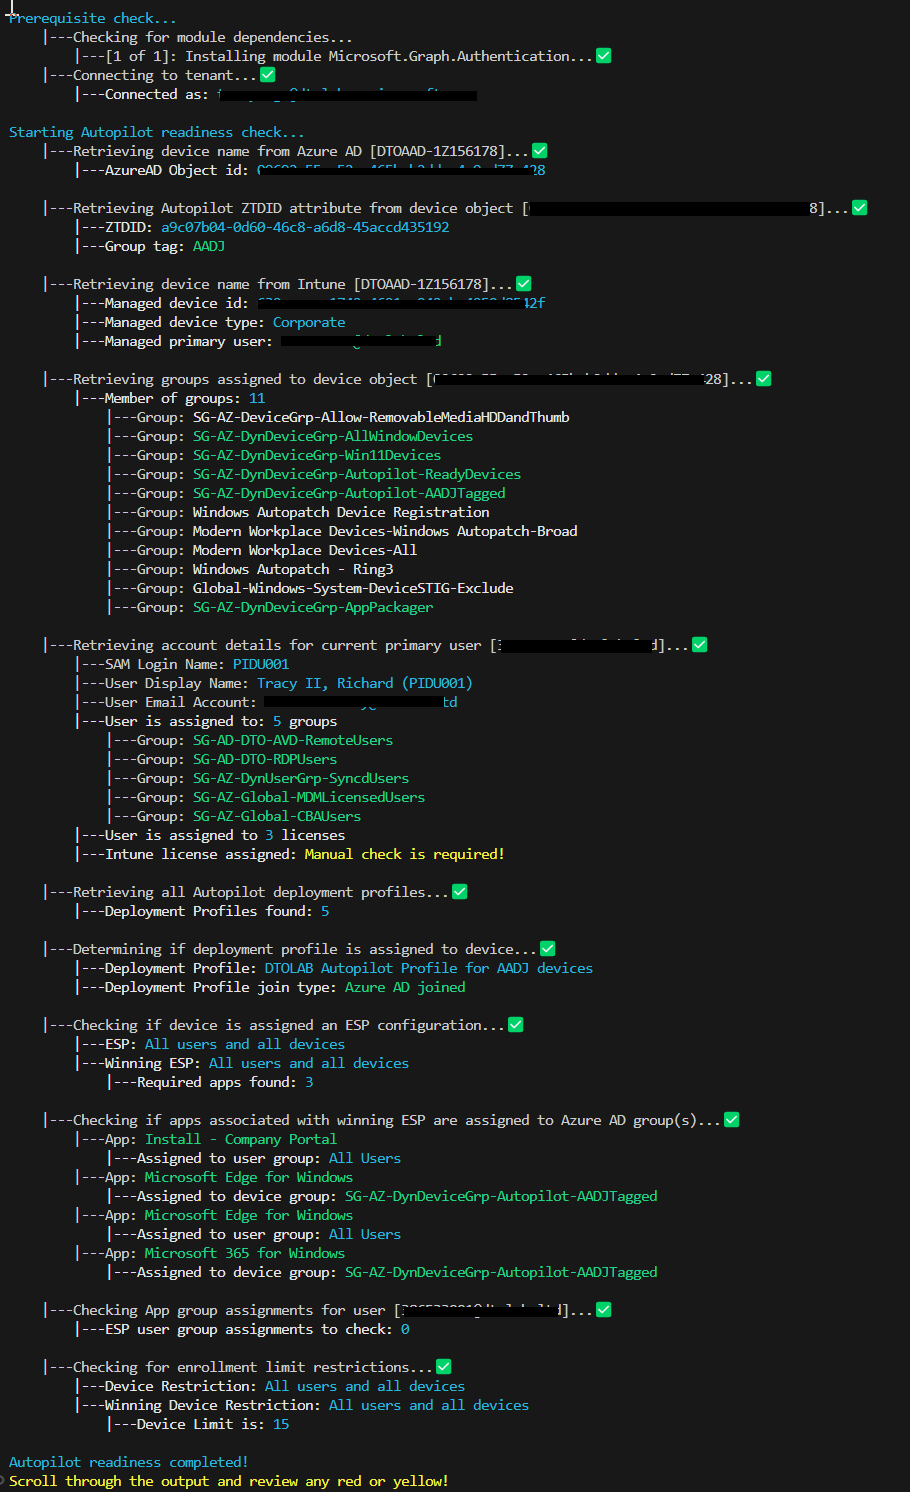 Prerequisite check...
|---Checking for module dependencies...
|---[1 of 1]: Installing module Microsoft.Graph.Authentication...✅
|---Connecting to tenant...✅
|---Connected as:
Starting Autopilot readiness check...
|---Retrieving device name from Azure AD [DTOAAD-1Z156178]...✅
|---AzureAD Object id:
|---Retrieving Autopilot ZTDID attribute from device object [ 8]...✅
|---ZTDID: a9c07b04-0d60-46c8-a6d8-45accd435192
|---Group tag: AADJ
|---Retrieving device name from Intune [DTOAAD-1Z156178]...✅
|---Managed device id:
|---Managed device type: Corporate
|---Managed primary user:
|---Retrieving groups assigned to device object [ 28]...✅
|---Member of groups: 11
|---Group: SG-AZ-DeviceGrp-Allow-RemovableMediaHDDandThumb
|---Group: SG-AZ-DynDeviceGrp-AllWindowDevices
|---Group: SG-AZ-DynDeviceGrp-Win11Devices
|---Group: SG-AZ-DynDeviceGrp-Autopilot-ReadyDevices
|---Group: SG-AZ-DynDeviceGrp-Autopilot-AADJTagged
|---Group: Windows Autopatch Device Registration
|---Group: Modern Workplace Devices-Windows Autopatch-Broad
|---Group: Modern Workplace Devices-All
|---Group: Windows Autopatch - Ring3
|---Group: Global-Windows-System-DeviceSTIG-Exclude
|---Group: SG-AZ-DynDeviceGrp-AppPackager
|---Retrieving account details for current primary user [ ]...✅
|---SAM Login Name: PIDU001
|---User Display Name: Tracy II, Richard (PIDU001)
|---User Email Account: td
|---User is assigned to: 5 groups
|---Group: SG-AD-DTO-AVD-RemoteUsers
|---Group: SG-AD-DTO-RDPUsers
|---Group: SG-AZ-DynUserGrp-SyncdUsers
|---Group: SG-AZ-Global-MDMLicensedUsers
|---Group: SG-AZ-Global-CBAUsers
|---User is assigned to 3 licenses
|---Intune license assigned: Manual check is required!
|---Retrieving all Autopilot deployment profiles...✅
|---Deployment Profiles found: 5
|---Determining if deployment profile is assigned to device...✅
|---Deployment Profile: DTOLAB Autopilot Profile for AADJ devices
|---Deployment Profile join type: Azure AD joined
|---Checking if device is assigned an ESP configuration...✅
|---ESP: All users and all devices
|---Winning ESP: All users and all devices
|---Required apps found: 3
|---Checking if apps associated with winning ESP are assigned to Azure AD group(s)...✅
|---App: Install - Company Portal
|---Assigned to user group: All Users
|---App: Microsoft Edge for Windows
|---Assigned to device group: SG-AZ-DynDeviceGrp-Autopilot-AADJTagged
|---App: Microsoft Edge for Windows
|---Assigned to user group: All Users
|---App: Microsoft 365 for Windows
|---Assigned to device group: SG-AZ-DynDeviceGrp-Autopilot-AADJTagged
|---Checking App group assignments for user [ ]...✅
|---ESP user group assignments to check: 0
|---Checking for enrollment limit restrictions...✅
|---Device Restriction: All users and all devices
|---Winning Device Restriction: All users and all devices
|---Device Limit is: 15
Autopilot readiness completed!
Scroll through the output and review any red or yellow!